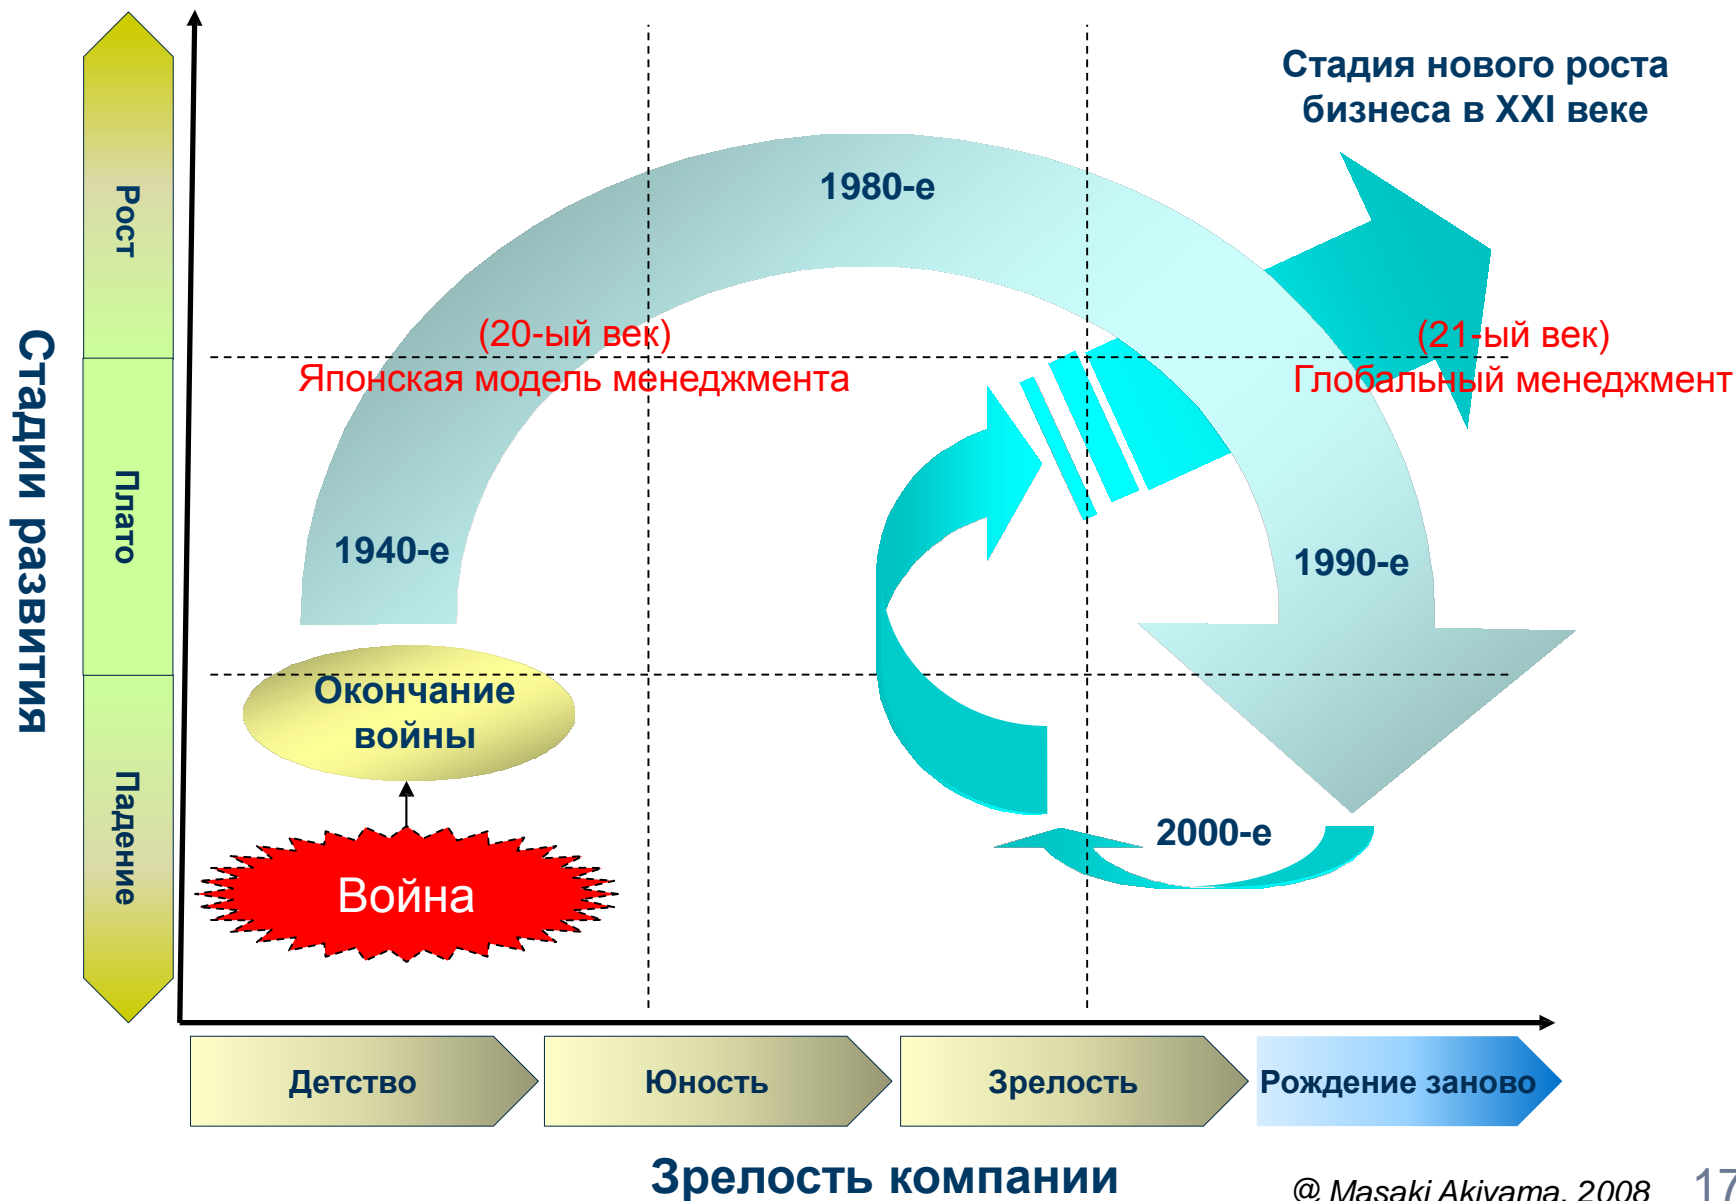 Стадия нового роста
бизнеса в XXI веке
1980-е
Рост
(20-ый век)
Японская модель менеджмента
(21-ый век)
Глобальный менеджмент
Стадии развития
Плато
1940-е
1990-е
Окончание
войны
Падение
2000-е
Война
Детство
Юность
Зрелость
Рождение заново
Зрелость компании
@ Masaki Akiyama, 2008
17